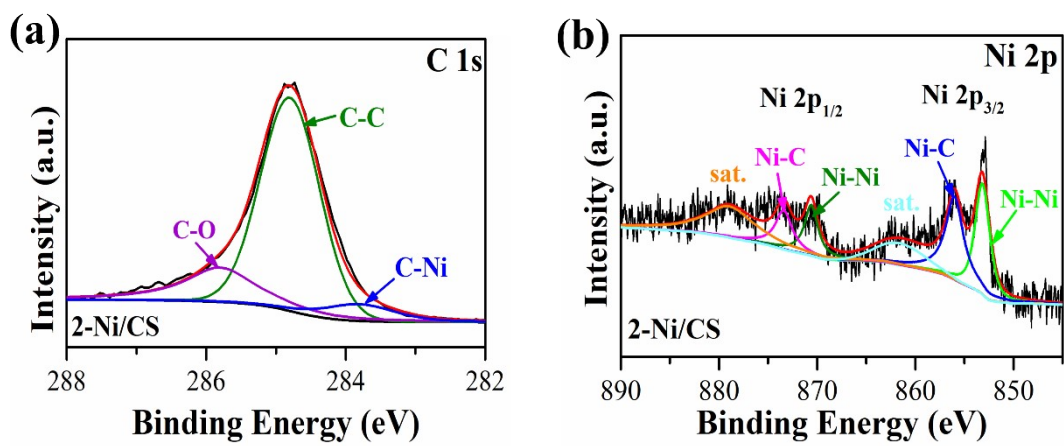 (a)
C 1s
C-C
C-O
C-Ni
2-Ni/CS
Intensity (a.u.)
288 286 284 282
Binding Energy (eV)
(b)
Ni 2p
Ni 2p1/2
Ni 2p3/2
Ni-C
Ni-C
sat.
Ni-Ni
sat.
Ni-Ni
2-Ni/CS
Intensity (a.u.)
890 880 870 860 850
Binding Energy (eV)